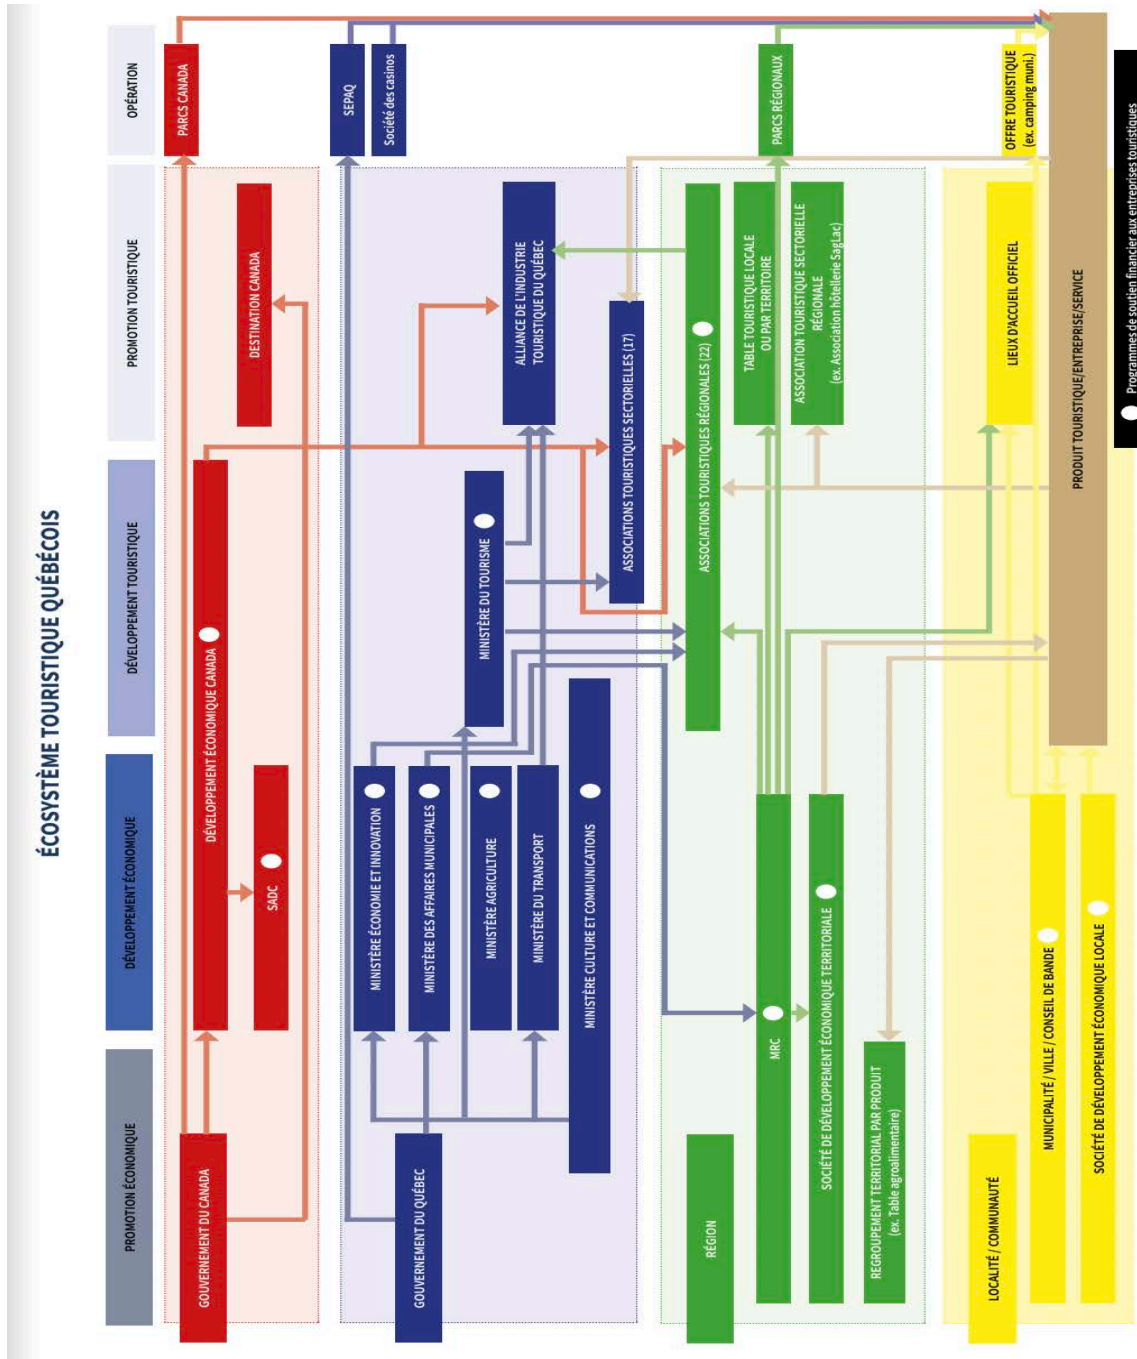 ÉCOSYSTÈME TOURISTIQUE QUÉBÉCOIS
PROMOTION ÉCONOMIQUE
DÉVELOPPEMENT ÉCONOMIQUE
DÉVELOPPEMENT TOURISTIQUE
PROMOTION TOURISTIQUE
OPÉRATION
GOUVERNEMENT DU CANADA
DÉVELOPPEMENT ÉCONOMIQUE CANADA
PARCS CANADA
SADC
DESTINATION CANADA
GOUVERNEMENT DU QUÉBEC
MINISTÈRE ÉCONOMIE ET INNOVATION
MINISTÈRE DES AFFAIRES MUNICIPALES
MINISTÈRE AGRICULTURE
MINISTÈRE DU TRANSPORT
MINISTÈRE CULTURE ET COMMUNICATIONS
MINISTÈRE DU TOURISME
ALLIANCE DE L'INDUSTRIE
TOURISTIQUE DU QUÉBEC
ASSOCIATIONS TOURISTIQUES SECTORIELLES (17)
SEPAQ
Société des casinos
RÉGION
MRC
SOCIÉTÉ DE DÉVELOPPEMENT ÉCONOMIQUE TERRITORIALE
REGROUPEMENT TERRITORIAL PAR PRODUIT
(ex. Table agroalimentaire)
ASSOCIATIONS TOURISTIQUES RÉGIONALES (22)
TABLE TOURISTIQUE LOCALE
OU PAR TERRITOIRE
ASSOCIATION TOURISTIQUE SECTORIELLE
RÉGIONALE
(ex. Association hôtellerie SagLac)
PARCS RÉGIONAUX
LOCALITÉ / COMMUNAUTÉ
MUNICIPALITÉ / VILLE / CONSEIL DE BANDE
SOCIÉTÉ DE DÉVELOPPEMENT ÉCONOMIQUE LOCALE
LIEUX D'ACCUEIL OFFICIEL
OFFRE TOURISTIQUE
(ex. camping muni.)
PRODUIT TOURISTIQUE/ENTREPRISE/SERVICE
Programmes de soutien financier aux entreprises touristiques